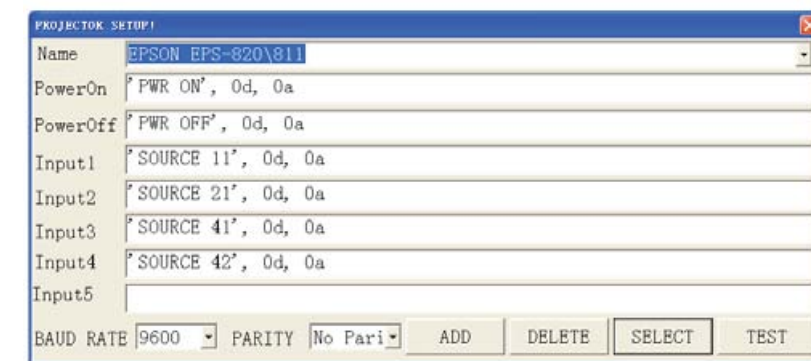 PROJECTOR SETUP!
Name EPSON EPS-820\811
PowerOn 'PWR ON', 0d, 0a
PowerOff 'PWR OFF', 0d, 0a
Input1 'SOURCE 11', 0d, 0a
Input2 'SOURCE 21', 0d, 0a
Input3 'SOURCE 41', 0d, 0a
Input4 'SOURCE 42', 0d, 0a
Input5
BAUD RATE 9600 PARITY No Pari ADD DELETE SELECT TEST